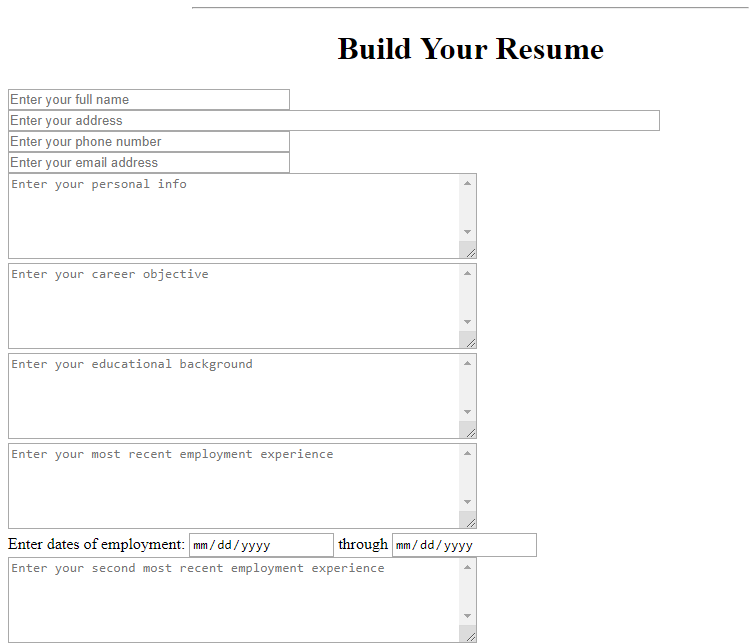 Build Your Resume
Enter your full name
Enter your address
Enter your phone number
Enter your email address
Enter your personal info
Enter your career objective
Enter your educational background
Enter your most recent employment experience
Enter dates of employment: mm/dd/yyyy through mm/dd/yyyy
Enter your second most recent employment experience